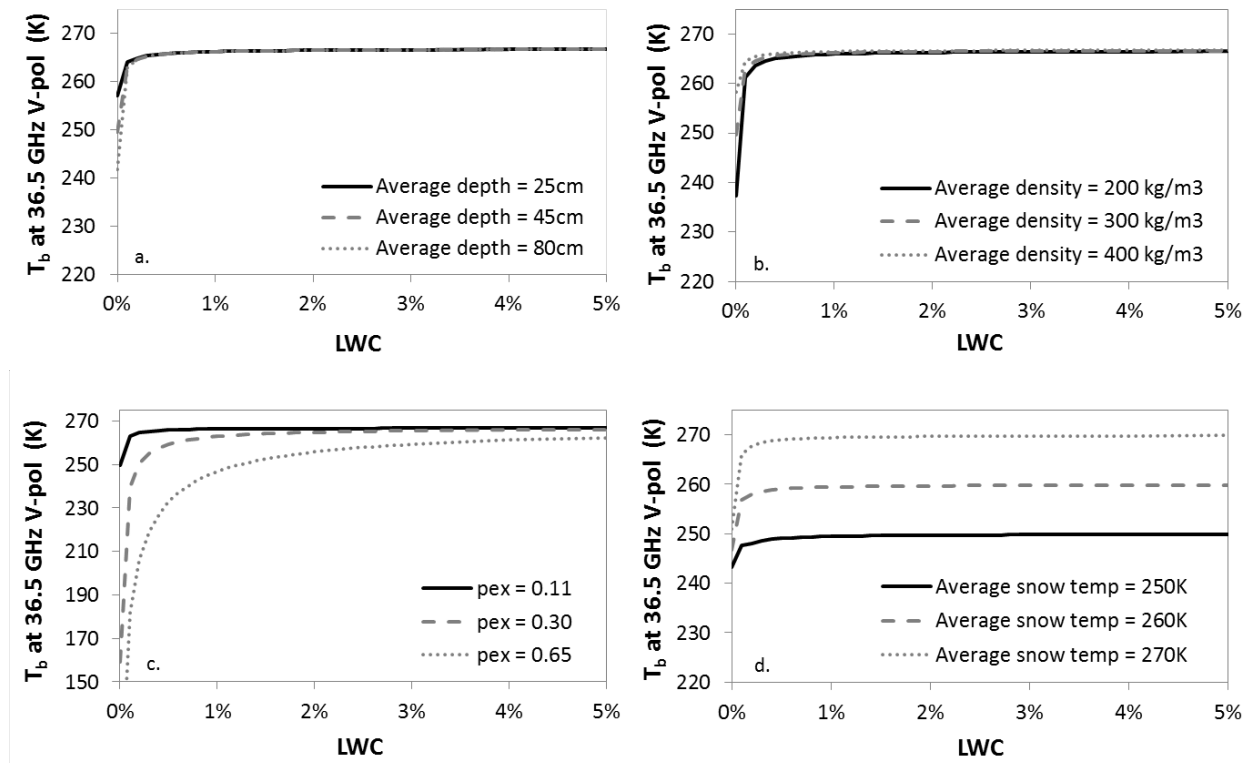 T_b at 36.5 GHz V-pol (K)
270
260
250
240
230
220
Average depth = 25cm
Average depth = 45cm
Average depth = 80cm
a.
0% 1% 2% 3% 4% 5%
LWC
T_b at 36.5 GHz V-pol (K)
270
260
250
240
230
220
Average density = 200 kg/m3
Average density = 300 kg/m3
Average density = 400 kg/m3
b.
0% 1% 2% 3% 4% 5%
LWC
T_b at 36.5 GHz V-pol (K)
270
250
230
210
190
170
150
pex = 0.11
pex = 0.30
pex = 0.65
c.
0% 1% 2% 3% 4% 5%
LWC
T_b at 36.5 GHz V-pol (K)
270
260
250
240
230
220
Average snow temp = 250K
Average snow temp = 260K
Average snow temp = 270K
d.
0% 1% 2% 3% 4% 5%
LWC